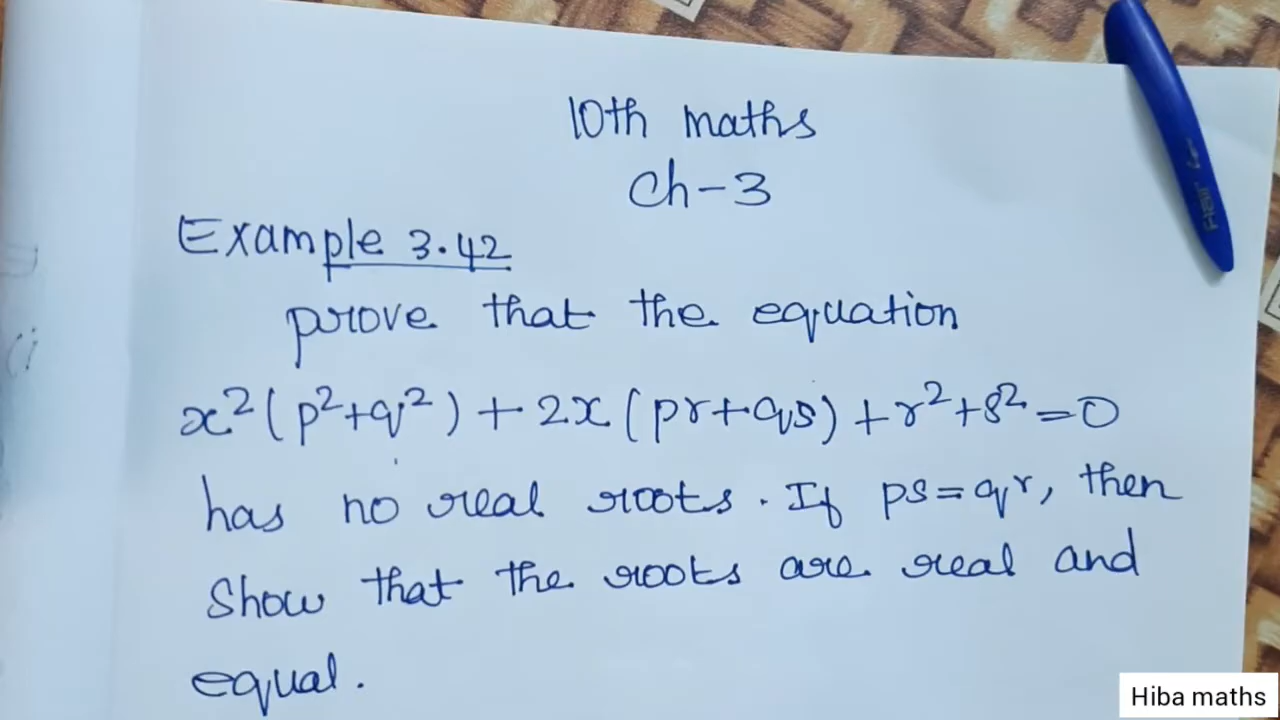 10th maths
Ch-3
Example 3.42
prove that the equation
x²(p²+q²)+2x(pr+qs)+r²+s²=0
has no real roots. If ps=qr, then
show that the roots are real and
equal.
Hiba maths